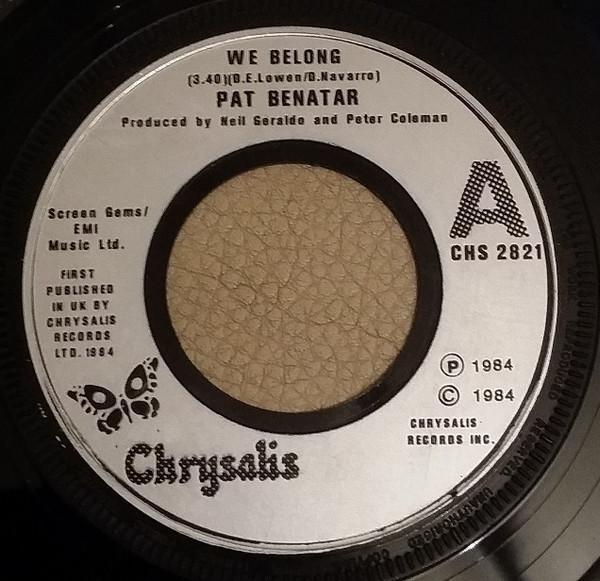 WE BELONG
(3.40)(D.E.Lowen/D.Navarro)
PAT BENATAR
Produced by Neil Geraldo and Peter Coleman
A
CHS 2821
Screen Gems/
EMI
Music Ltd.
FIRST
PUBLISHED
IN UK BY
CHRYSALIS
RECORDS
LTD. 1984
Ⓟ 1984
© 1984
CHRYSALIS
RECORDS INC.
Chrysalis
UNAUTHORIZED